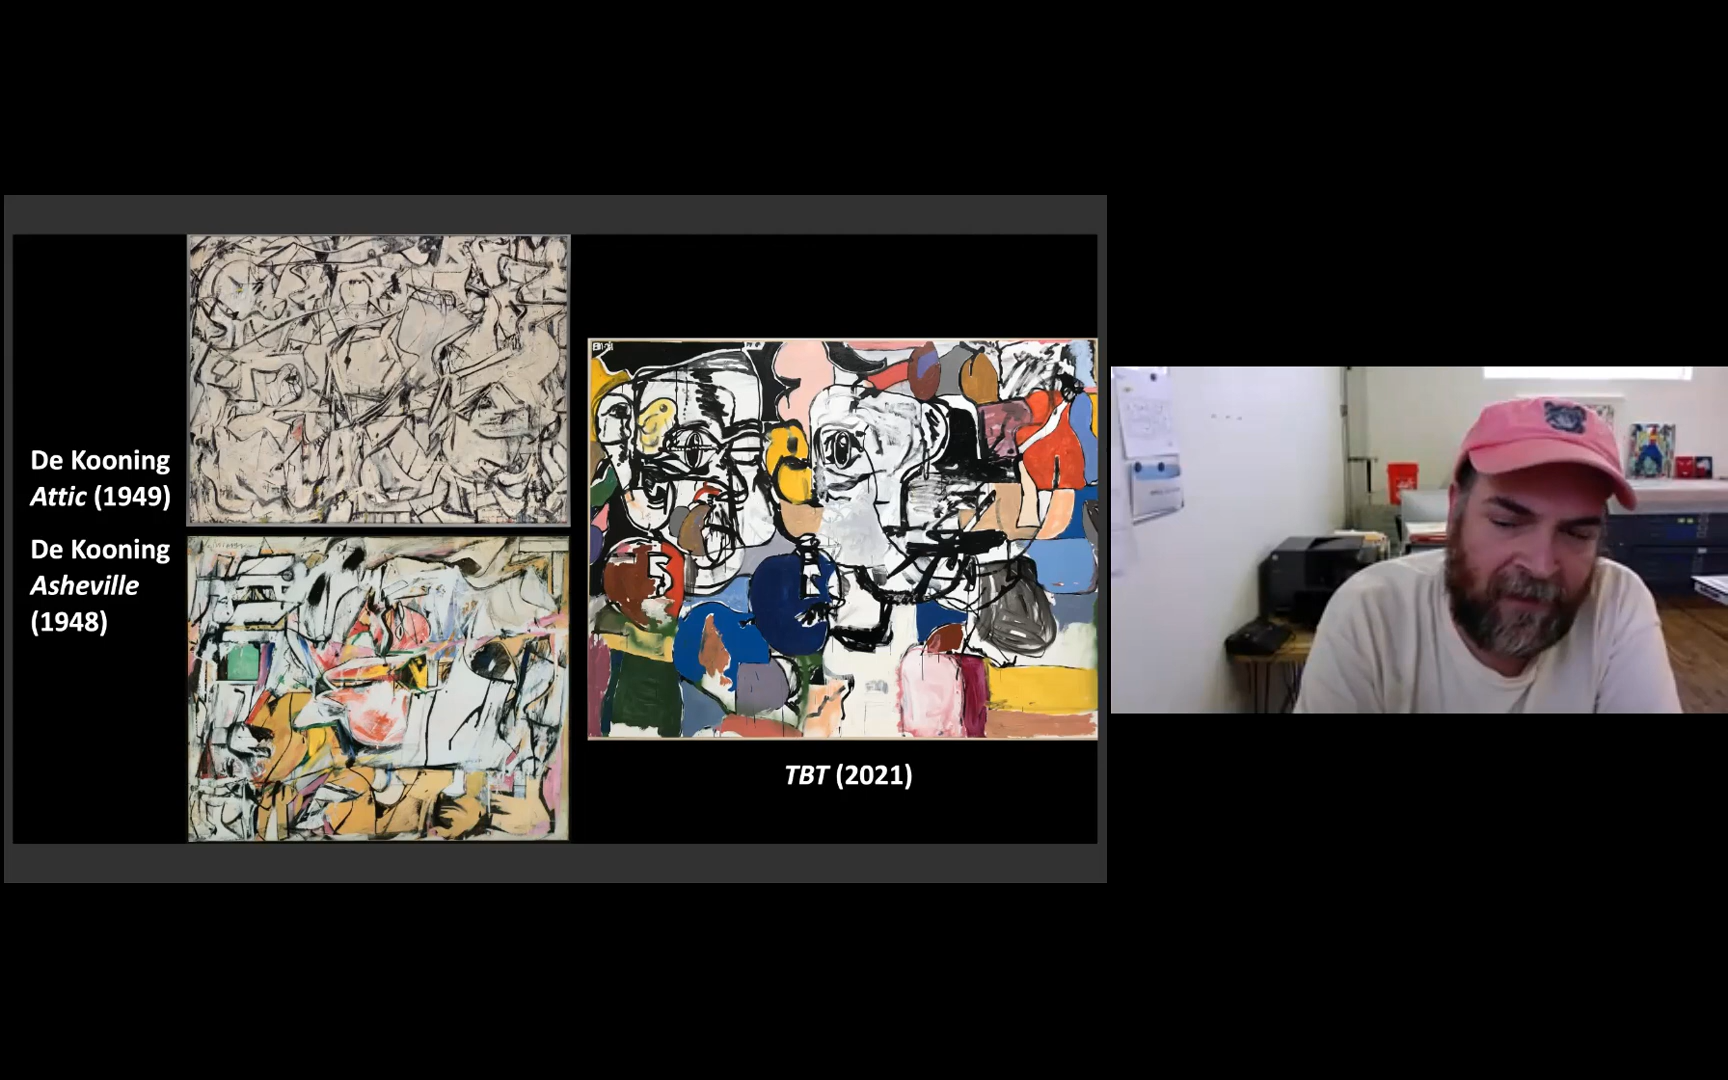 De Kooning
Attic (1949)
De Kooning
Asheville
(1948)
TBT (2021)